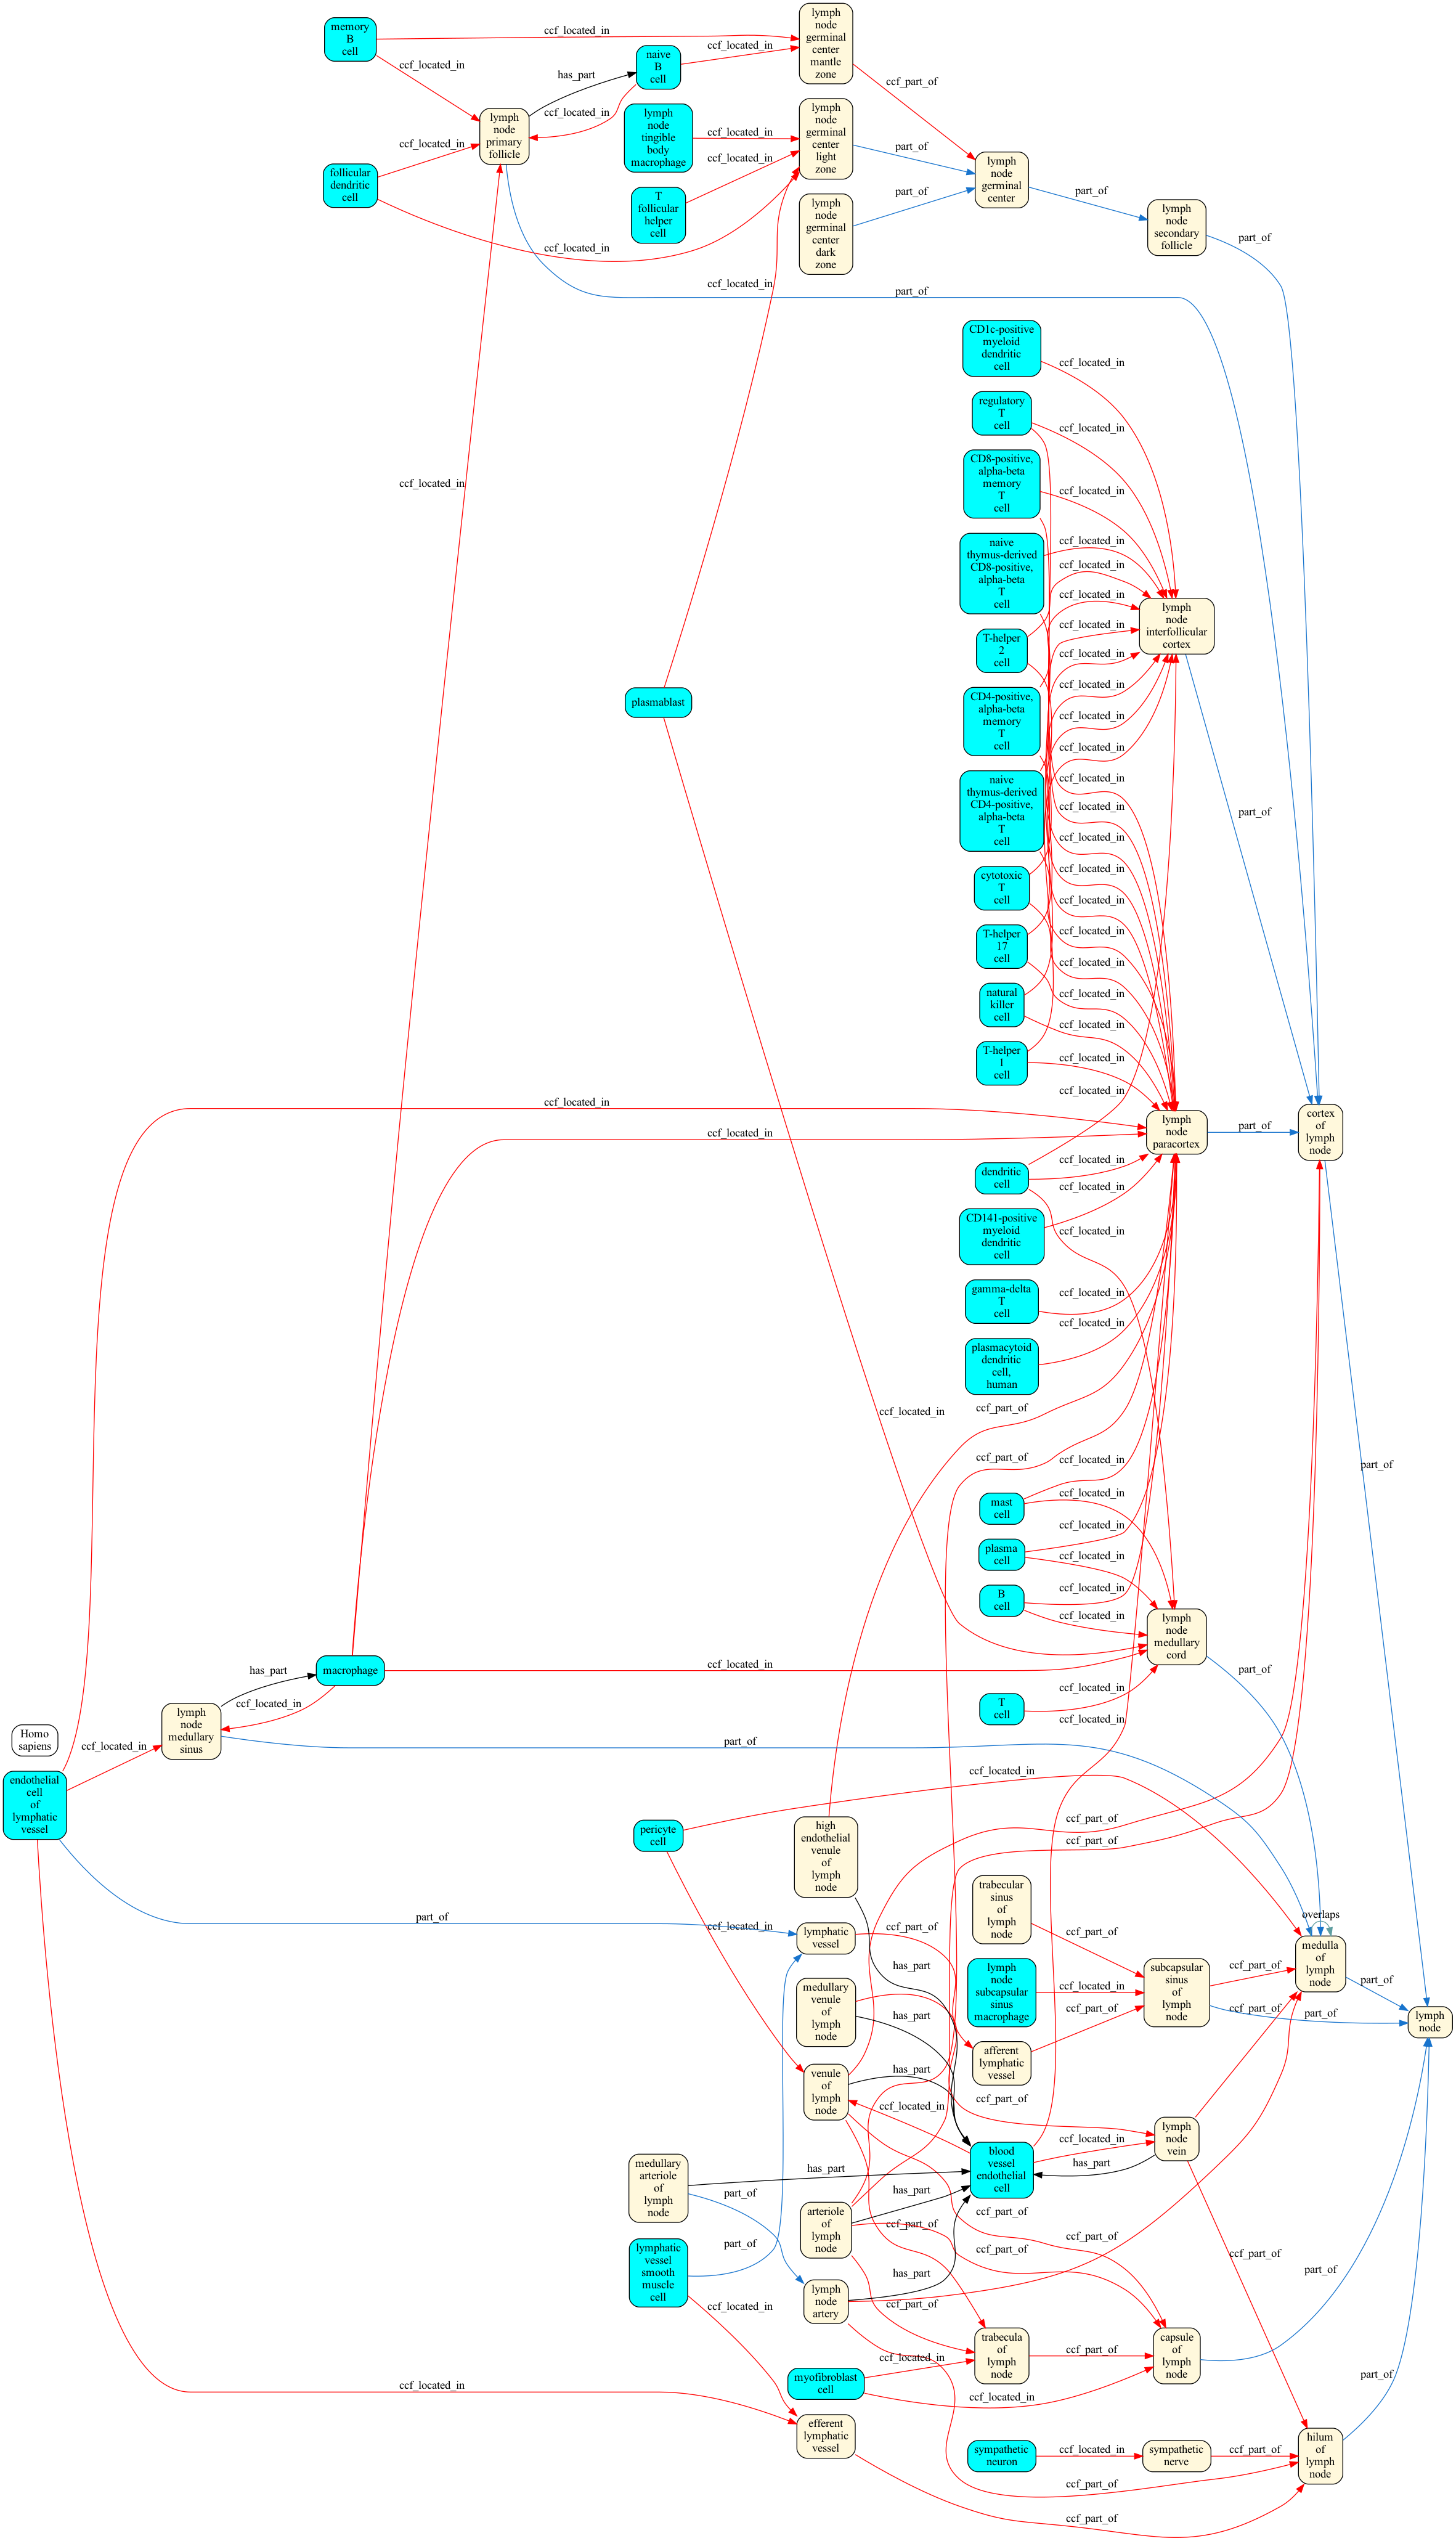 memory
B
cell
ccf_located_in
ccf_located_in
lymph
node
germinal
center
mantle
zone
naive
B
cell
ccf_located_in
has_part
ccf_located_in
ccf_part_of
lymph
node
primary
follicle
lymph
node
tingible
body
macrophage
ccf_located_in
lymph
node
germinal
center
light
zone
part_of
follicular
dendritic
cell
ccf_located_in
ccf_located_in
T
follicular
helper
cell
ccf_located_in
lymph
node
germinal
center
dark
zone
part_of
lymph
node
germinal
center
part_of
lymph
node
secondary
follicle
part_of
ccf_located_in
part_of
CD1c-positive
myeloid
dendritic
cell
ccf_located_in
regulatory
T
cell
ccf_located_in
CD8-positive,
alpha-beta
memory
T
cell
ccf_located_in
ccf_located_in
naive
thymus-derived
CD8-positive,
alpha-beta
T
cell
ccf_located_in
ccf_located_in
ccf_located_in
ccf_located_in
lymph
node
interfollicular
cortex
T-helper
2
cell
ccf_located_in
ccf_located_in
plasmablast
CD4-positive,
alpha-beta
memory
T
cell
ccf_located_in
ccf_located_in
naive
thymus-derived
CD4-positive,
alpha-beta
T
cell
ccf_located_in
ccf_located_in
ccf_located_in
part_of
cytotoxic
T
cell
ccf_located_in
ccf_located_in
T-helper
17
cell
ccf_located_in
natural
killer
cell
ccf_located_in
ccf_located_in
T-helper
1
cell
ccf_located_in
ccf_located_in
ccf_located_in
ccf_located_in
lymph
node
paracortex
part_of
cortex
of
lymph
node
dendritic
cell
ccf_located_in
ccf_located_in
CD141-positive
myeloid
dendritic
cell
ccf_located_in
gamma-delta
T
cell
ccf_located_in
ccf_located_in
plasmacytoid
dendritic
cell,
human
ccf_part_of
ccf_located_in
ccf_part_of
ccf_located_in
part_of
mast
cell
ccf_located_in
plasma
cell
ccf_located_in
ccf_located_in
B
cell
ccf_located_in
ccf_located_in
lymph
node
medullary
cord
part_of
macrophage
has_part
ccf_located_in
ccf_located_in
T
cell
ccf_located_in
ccf_located_in
Homo
sapiens
lymph
node
medullary
sinus
ccf_located_in
part_of
endothelial
cell
of
lymphatic
vessel
ccf_located_in
pericyte
cell
high
endothelial
venule
of
lymph
node
ccf_part_of
ccf_part_of
trabecular
sinus
of
lymph
node
part_of
ccf_located_in
lymphatic
vessel
ccf_part_of
ccf_part_of
overlaps
medulla
of
lymph
node
has_part
lymph
node
subcapsular
sinus
macrophage
ccf_located_in
subcapsular
sinus
of
lymph
node
ccf_part_of
part_of
part_of
lymph
node
medullary
venule
of
lymph
node
has_part
ccf_part_of
ccf_part_of
afferent
lymphatic
vessel
venule
of
lymph
node
has_part
ccf_located_in
ccf_part_of
blood
vessel
endothelial
cell
ccf_located_in
has_part
lymph
node
vein
medullary
arteriole
of
lymph
node
has_part
part_of
arteriole
of
lymph
node
has_part
ccf_part_of
ccf_part_of
ccf_part_of
ccf_part_of
ccf_part_of
lymphatic
vessel
smooth
muscle
cell
part_of
ccf_located_in
lymph
node
artery
has_part
ccf_part_of
part_of
trabecula
of
lymph
node
ccf_part_of
capsule
of
lymph
node
myofibroblast
cell
ccf_located_in
ccf_located_in
part_of
ccf_located_in
efferent
lymphatic
vessel
sympathetic
neuron
ccf_located_in
sympathetic
nerve
ccf_part_of
hilum
of
lymph
node
ccf_part_of
ccf_part_of